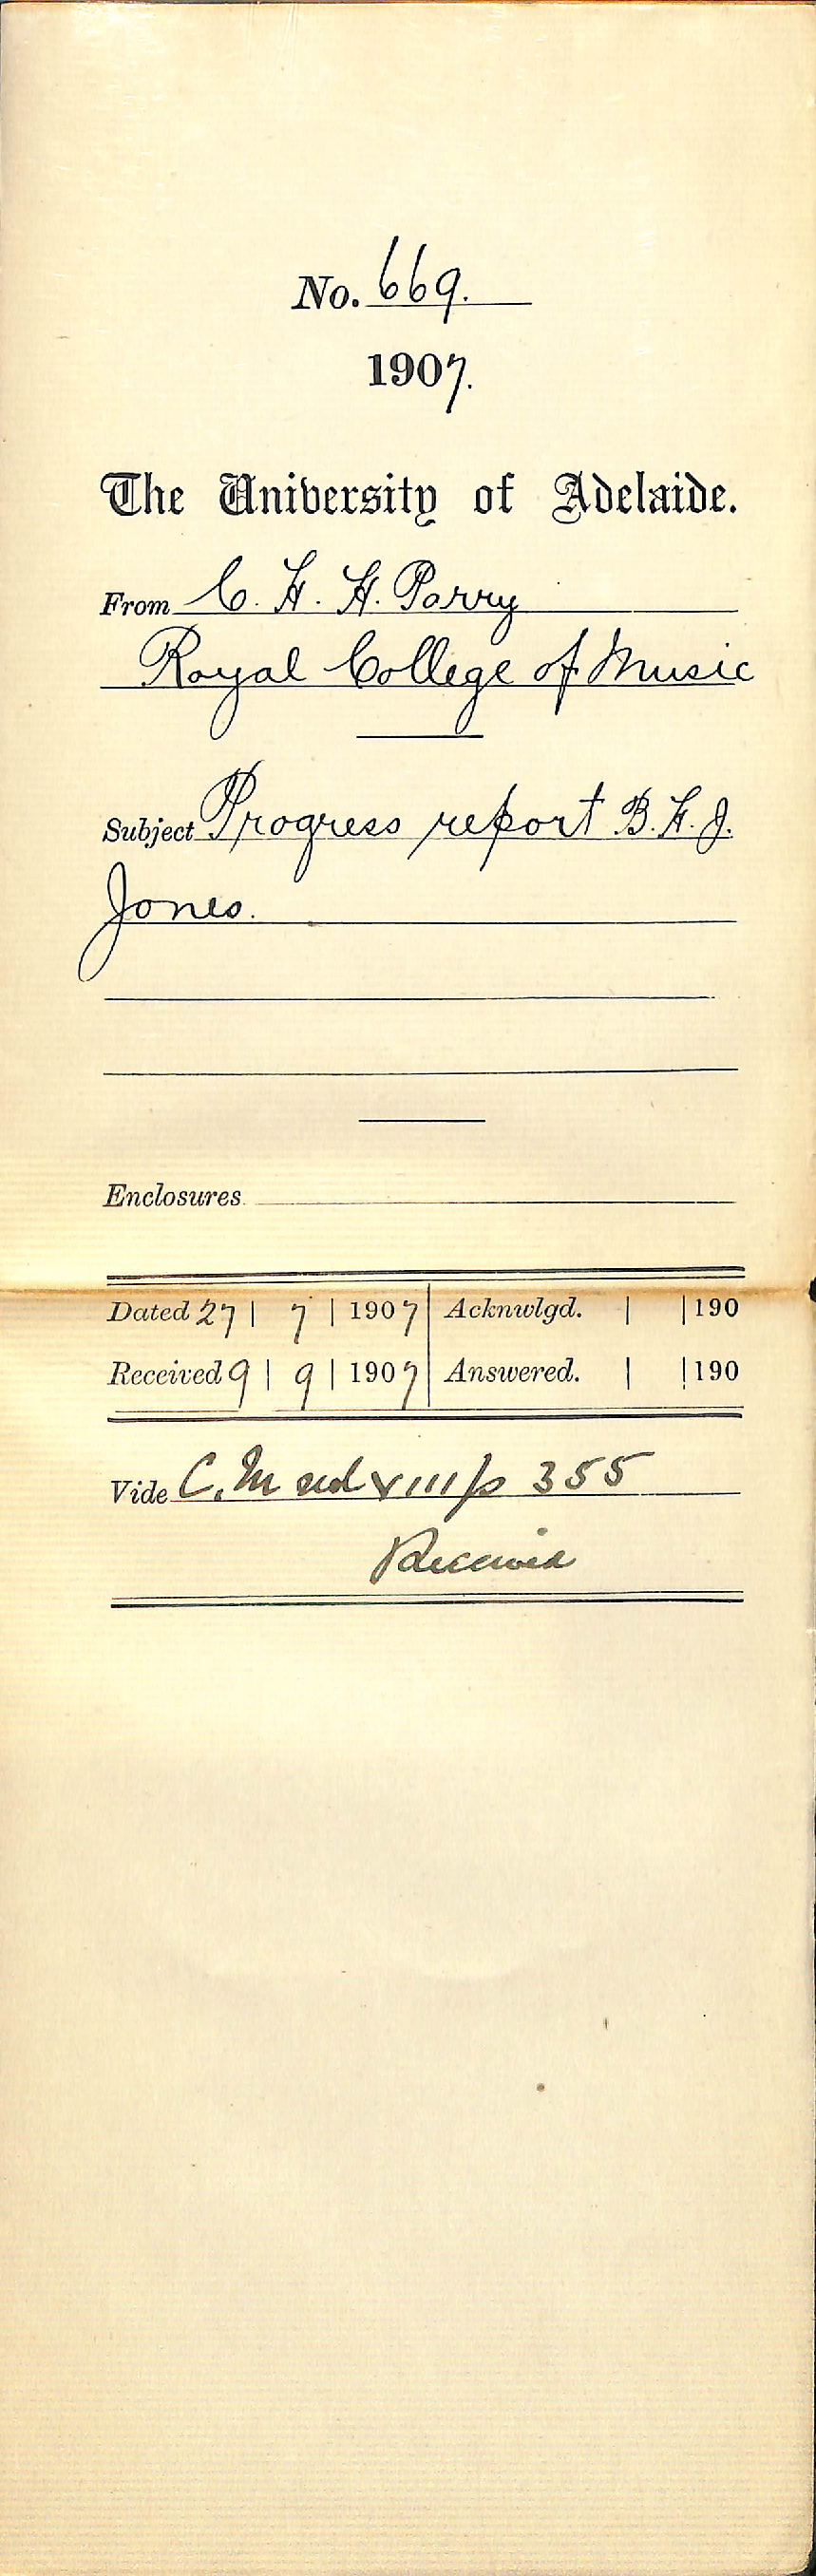 No. 669.
1907.
The University of Adelaide.
From C. H. H. Parry
Royal College of Music
Subject Progress report B. H. J.
Jones.
Enclosures
Dated 27 | 7 | 1907 | Acknwlgd. | | 190
Received 9 | 9 | 1907 | Answered. | | 190
Vide C. M vol XIII p 355
Received